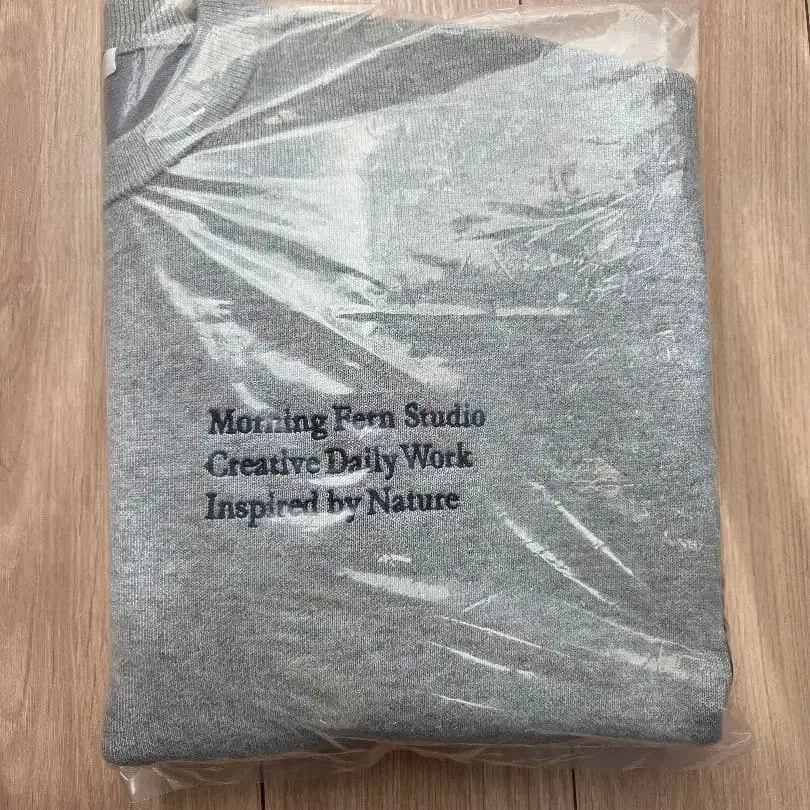 Morning Fern Studio
Creative Daily Work
Inspired by Nature